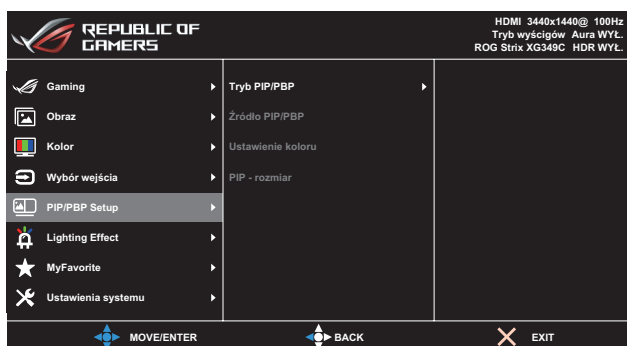 REPUBLIC OF
GAMERS
HDMI 3440x1440@ 100Hz
Tryb wyścigów Aura WYŁ.
ROG Strix XG349C HDR WYŁ.
Gaming
Obraz
Kolor
Wybór wejścia
PIP/PBP Setup
Lighting Effect
MyFavorite
Ustawienia systemu
Tryb PIP/PBP
Źródło PIP/PBP
Ustawienie koloru
PIP - rozmiar
MOVE/ENTER
BACK
EXIT